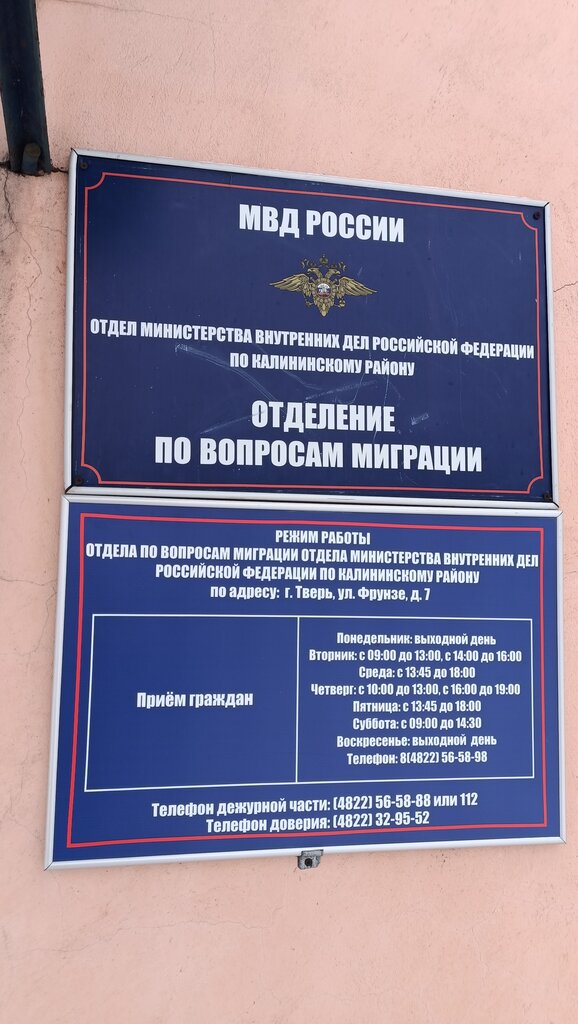 МВД РОССИИ
ОТДЕЛ МИНИСТЕРСТВА ВНУТРЕННИХ ДЕЛ РОССИЙСКОЙ ФЕДЕРАЦИИ
ПО КАЛИНИНСКОМУ РАЙОНУ
ОТДЕЛЕНИЕ
ПО ВОПРОСАМ МИГРАЦИИ
РЕЖИМ РАБОТЫ
ОТДЕЛА ПО ВОПРОСАМ МИГРАЦИИ ОТДЕЛА МИНИСТЕРСТВА ВНУТРЕННИХ ДЕЛ
РОССИЙСКОЙ ФЕДЕРАЦИИ ПО КАЛИНИНСКОМУ РАЙОНУ
по адресу: г. Тверь, ул. Фрунзе, д. 7
Приём граждан
Понедельник: выходной день
Вторник: с 09:00 до 13:00, с 14:00 до 16:00
Среда: с 13:45 до 18:00
Четверг: с 10:00 до 13:00, с 16:00 до 19:00
Пятница: с 13:45 до 18:00
Суббота: с 09:00 до 14:30
Воскресенье: выходной день
Телефон: 8(4822) 56-58-98
Телефон дежурной части: (4822) 56-58-88 или 112
Телефон доверия: (4822) 32-95-52